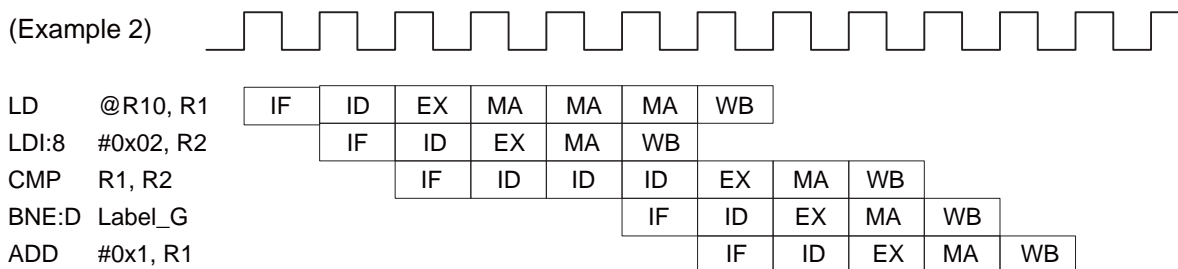 (Example 2)
LD @R10, R1 IF ID EX MA MA MA WB
LDI:8 #0x02, R2 IF ID EX MA WB
CMP R1, R2 IF ID ID ID EX MA WB
BNE:D Label_G IF ID EX MA WB
ADD #0x1, R1 IF ID EX MA WB